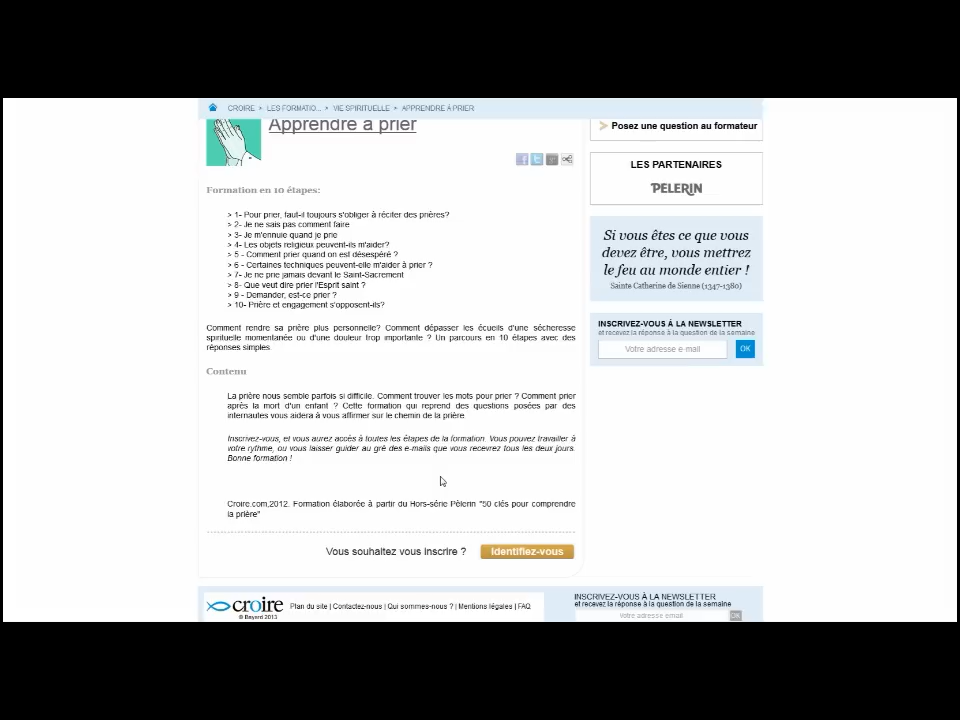 CROIRE > LES FORMATIO... > VIE SPIRITUELLE > APPRENDRE À PRIER
Apprendre à prier
Formation en 10 étapes:
> 1- Pour prier, faut-il toujours s'obliger à réciter des prières?
> 2- Je ne sais pas comment faire
> 3- Je m'ennuie quand je prie
> 4- Les objets religieux peuvent-ils m'aider?
> 5 - Comment prier quand on est désespéré ?
> 6 - Certaines techniques peuvent-elle m'aider à prier ?
> 7- Je ne prie jamais devant le Saint-Sacrement
> 8- Que veut dire prier l'Esprit saint ?
> 9 - Demander, est-ce prier ?
> 10- Prière et engagement s'opposent-ils?
Comment rendre sa prière plus personnelle? Comment dépasser les écueils d'une sécheresse
spirituelle momentanée ou d'une douleur trop importante ? Un parcours en 10 étapes avec des
réponses simples.
Contenu
La prière nous semble parfois si difficile. Comment trouver les mots pour prier ? Comment prier
après la mort d'un enfant ? Cette formation qui reprend des questions posées par des
internautes vous aidera à vous affirmer sur le chemin de la prière.
Inscrivez-vous, et vous aurez accès à toutes les étapes de la formation. Vous pouvez travailler à
votre rythme, ou vous laisser guider au gré des e-mails que vous recevrez tous les deux jours.
Bonne formation !
Croire.com,2012. Formation élaborée à partir du Hors-série Pèlerin "50 clés pour comprendre
la prière"
Vous souhaitez vous inscrire ? Identifiez-vous
Posez une question au formateur
LES PARTENAIRES
PELERIN
Si vous êtes ce que vous
devez être, vous mettrez
le feu au monde entier !
Sainte Catherine de Sienne (1347-1380)
INSCRIVEZ-VOUS À LA NEWSLETTER
et recevez la réponse à la question de la semaine
Votre adresse e mail OK
croire Plan du site | Contactez-nous | Qui sommes-nous ? | Mentions légales | FAQ
© Bayard 2013
INSCRIVEZ-VOUS À LA NEWSLETTER
et recevez la réponse à la question de la semaine
Votre adresse email OK